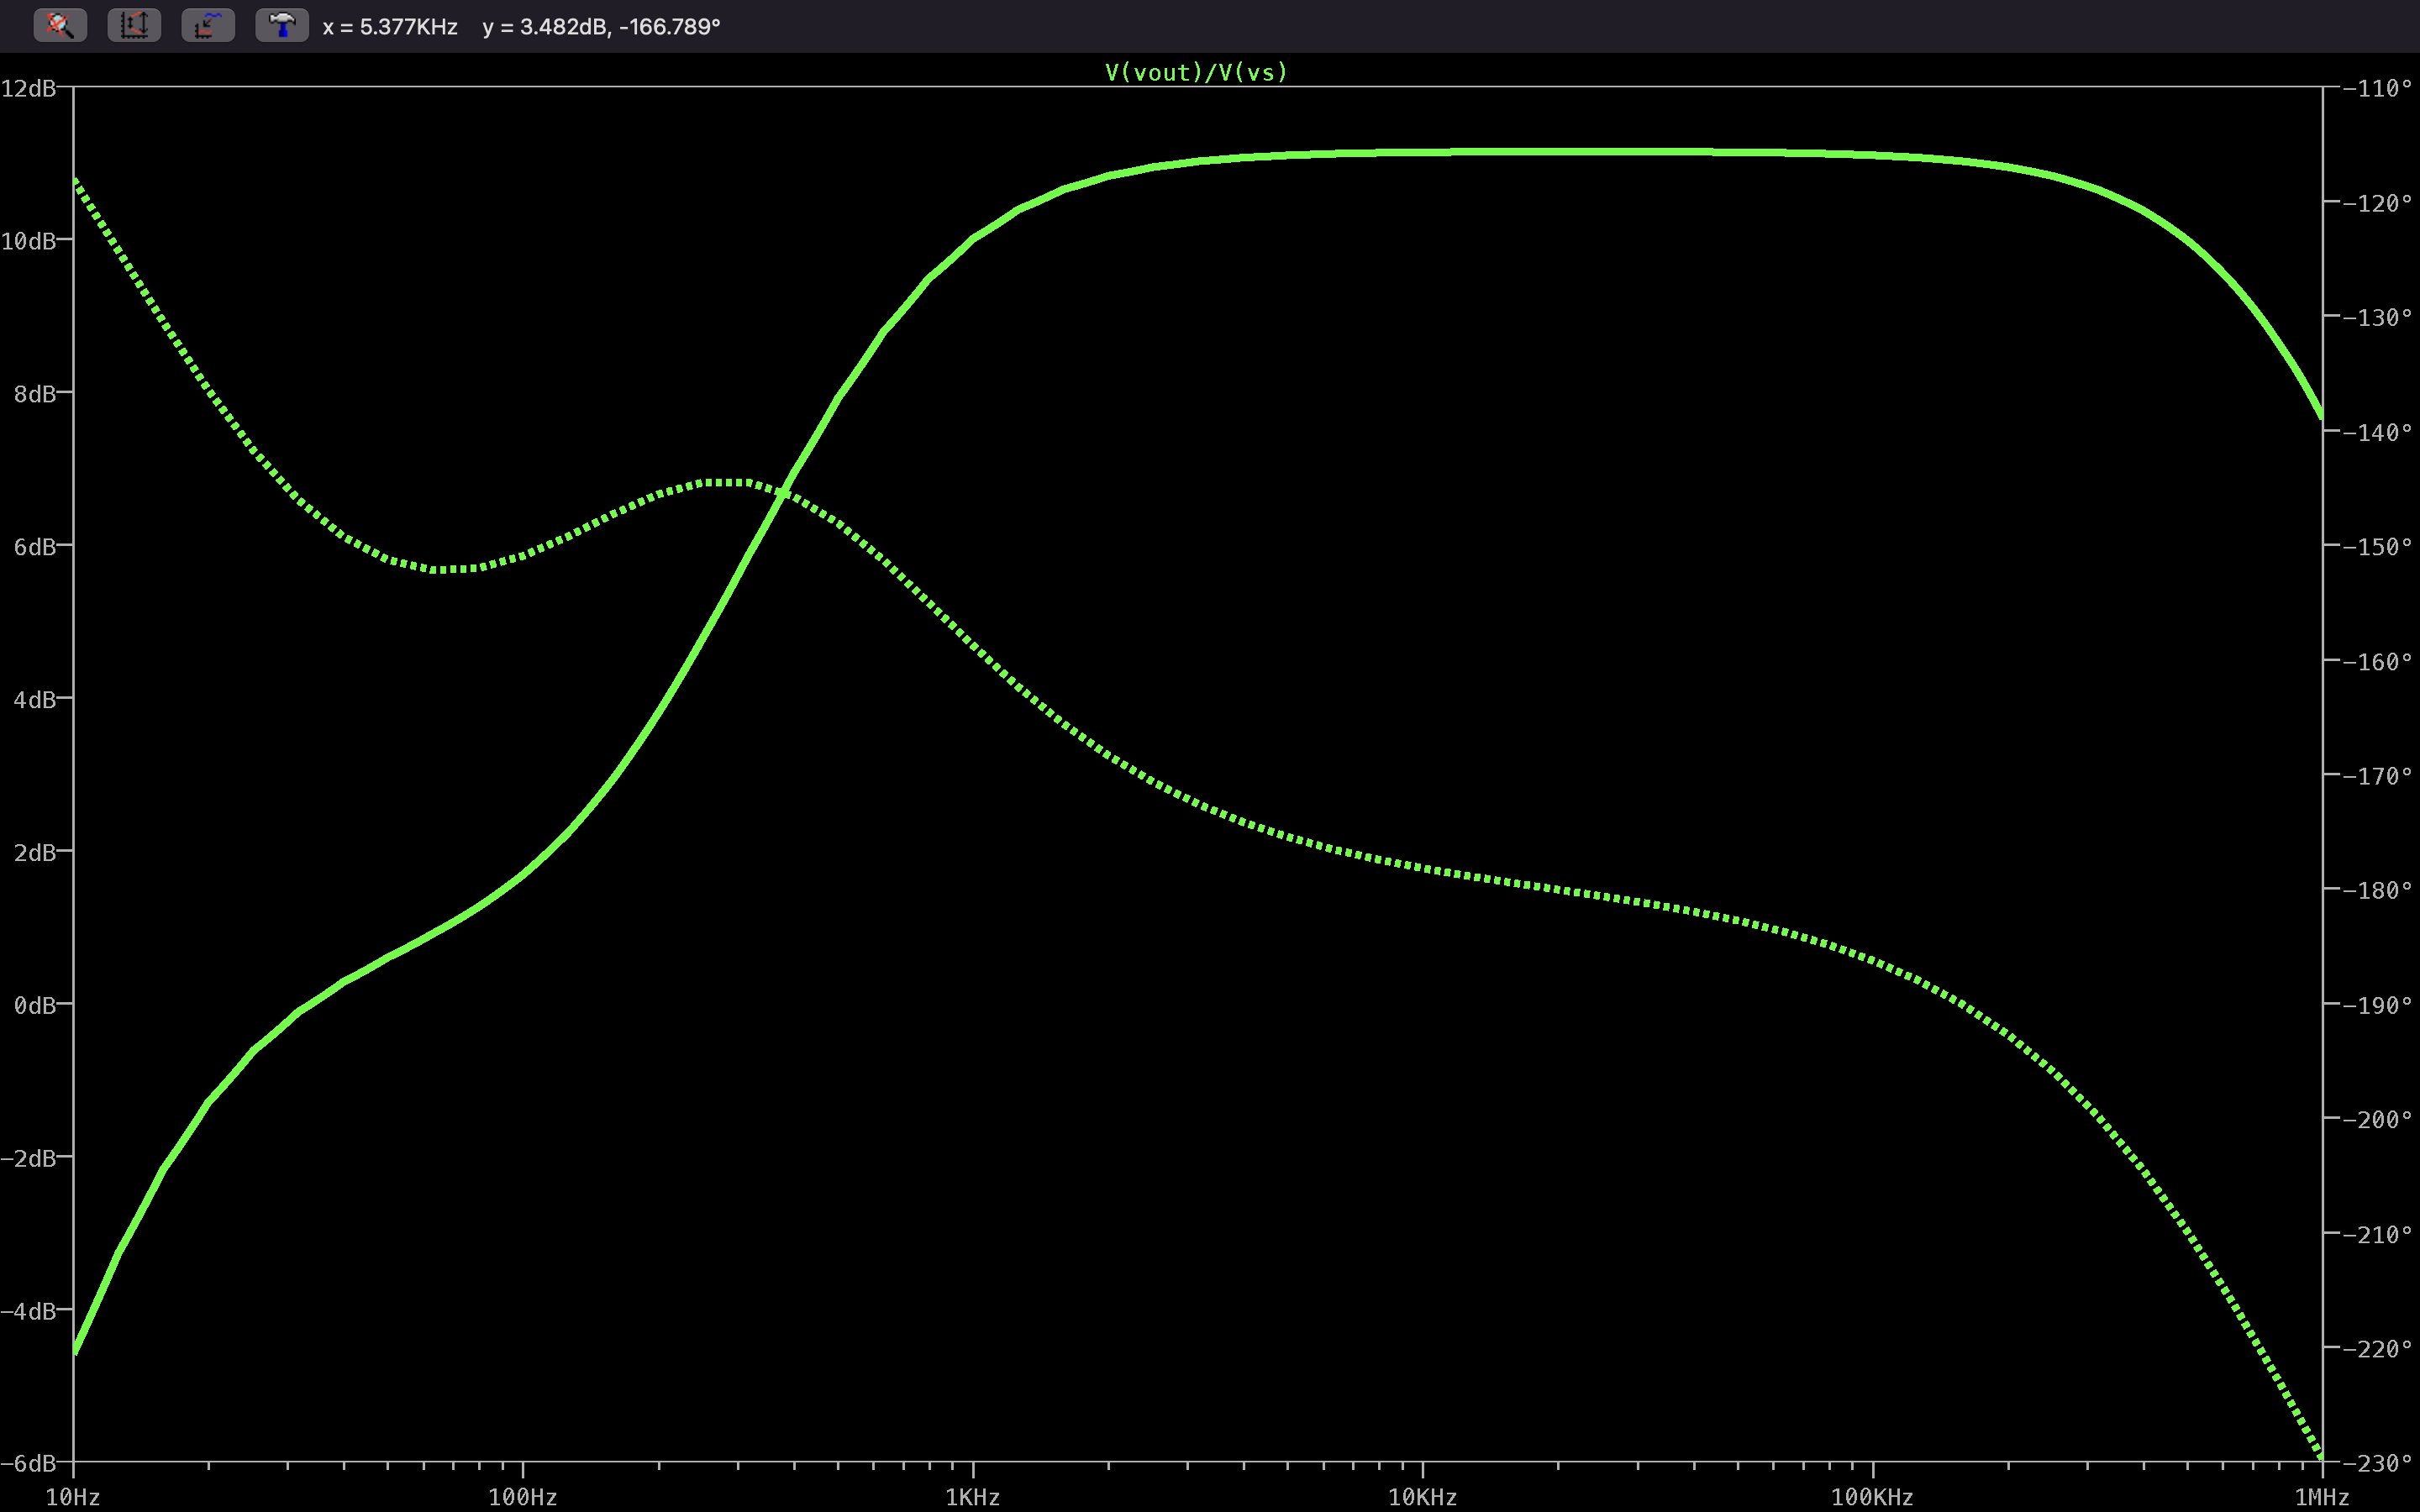 x = 5.377KHz y = 3.482dB, -166.789°
V(vout)/V(vs)
12dB
10dB
8dB
6dB
4dB
2dB
0dB
-2dB
-4dB
-6dB
-110°
-120°
-130°
-140°
-150°
-160°
-170°
-180°
-190°
-200°
-210°
-220°
-230°
10Hz 100Hz 1KHz 10KHz 100KHz 1MHz